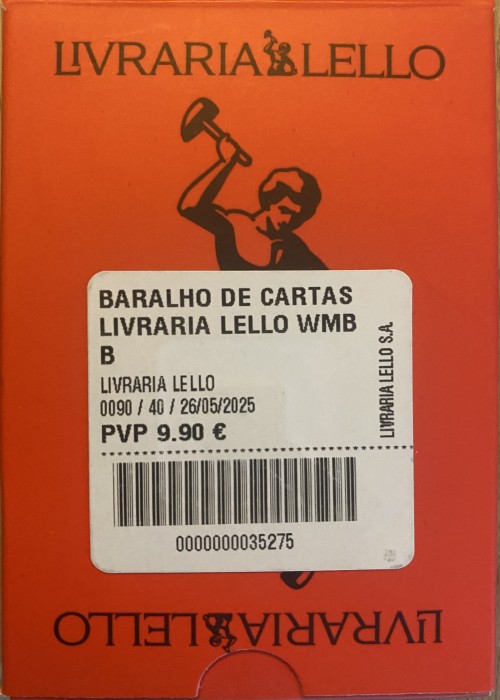 LIVRARIA LELLO
BARALHO DE CARTAS
LIVRARIA LELLO WMB
B
LIVRARIA LELLO
0090 / 40 / 26/05/2025
PVP 9.90 €
LIVRARIA LELLO S.A.
0000000035275
LIVRARIA LELLO